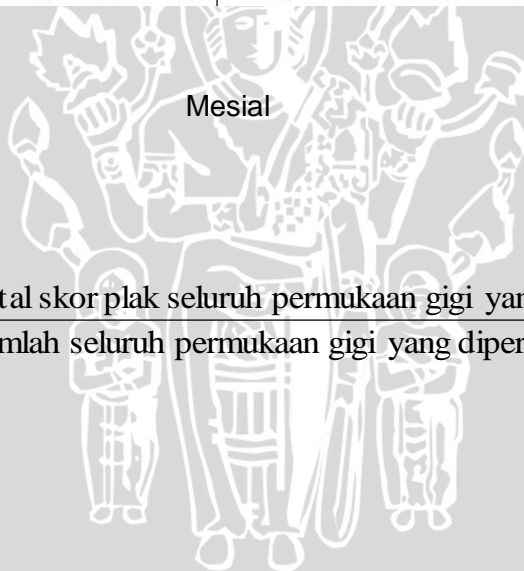 Mesial
tal skor plak seluruh permukaan gigi yan
mlah seluruh permukaan gigi yang diper